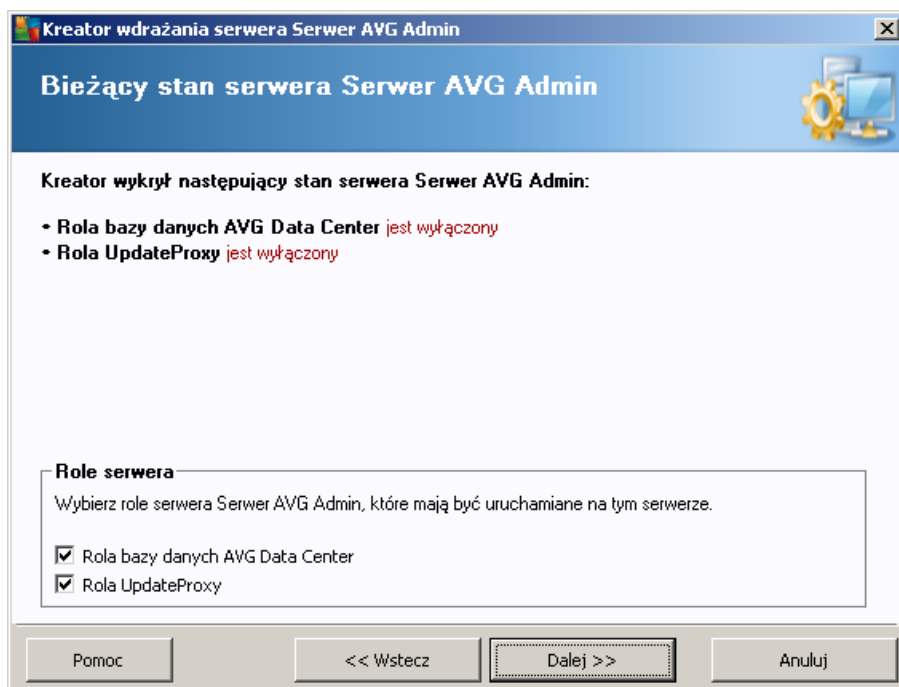 Kreator wdrażania serwera Serwer AVG Admin
Bieżący stan serwera Serwer AVG Admin
Kreator wykrył następujący stan serwera Serwer AVG Admin:
• Rola bazy danych AVG Data Center jest wyłączony
• Rola UpdateProxy jest wyłączony
Role serwera
Wybierz role serwera Serwer AVG Admin, które mają być uruchamiane na tym serwerze.
Rola bazy danych AVG Data Center
Rola UpdateProxy
Pomoc
<< Wstecz
Dalej >>
Anuluj